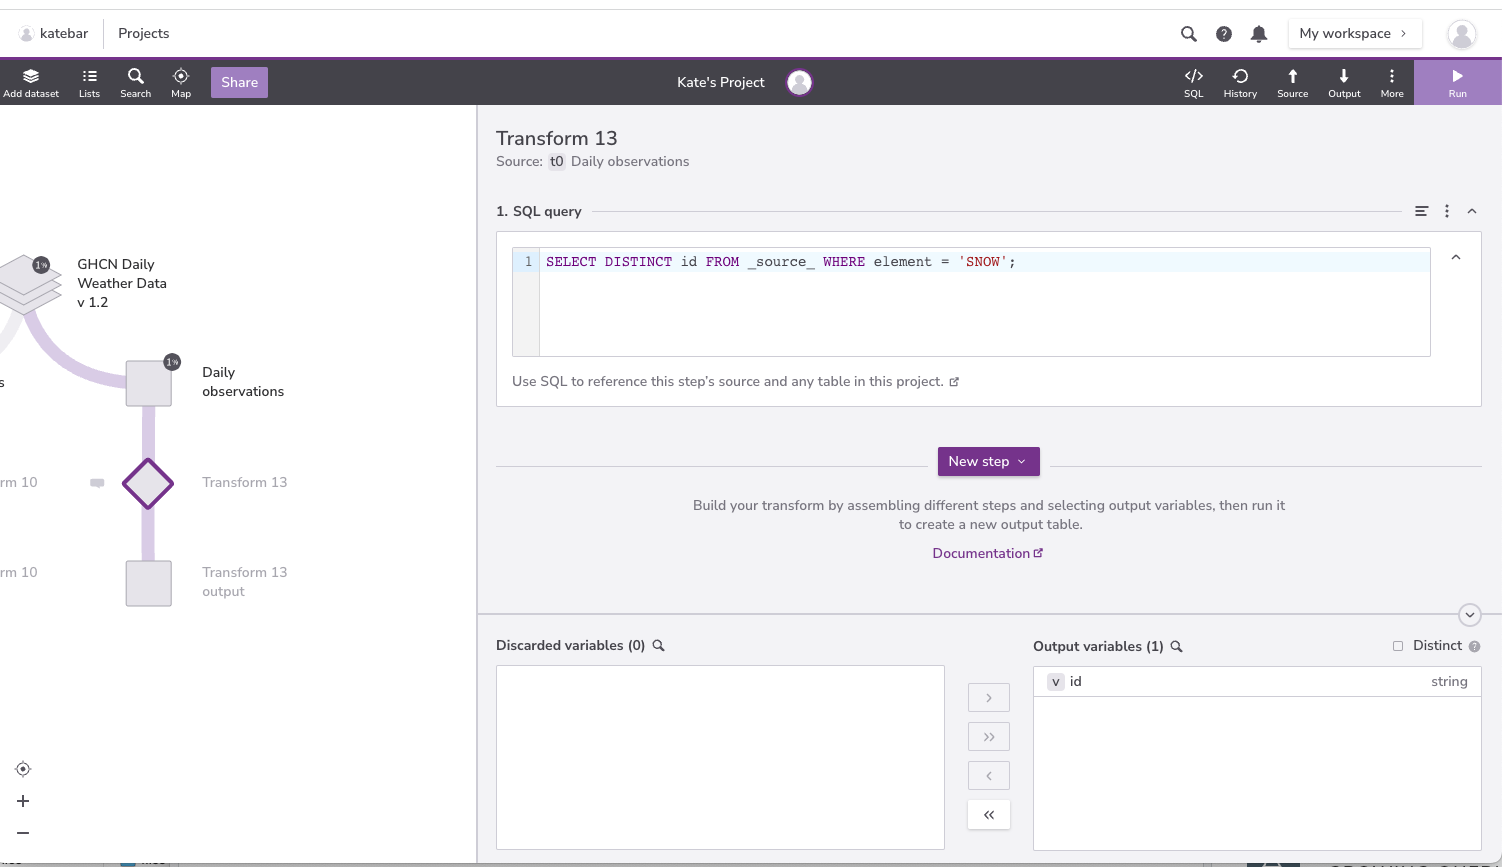 katebar
Projects
My workspace
Add dataset
Lists
Search
Map
Share
Kate's Project
SQL
History
Source
Output
More
Run
GHCN Daily
Weather Data
v 1.2
1%
Daily
observations
1%
s
rm 10
Transform 13
rm 10
Transform 13
output
Transform 13
Source: t0 Daily observations
1. SQL query
1 SELECT DISTINCT id FROM _source_ WHERE element = 'SNOW';
Use SQL to reference this step's source and any table in this project.
New step
Build your transform by assembling different steps and selecting output variables, then run it
to create a new output table.
Documentation
Discarded variables (0)
Output variables (1)
Distinct
v id string